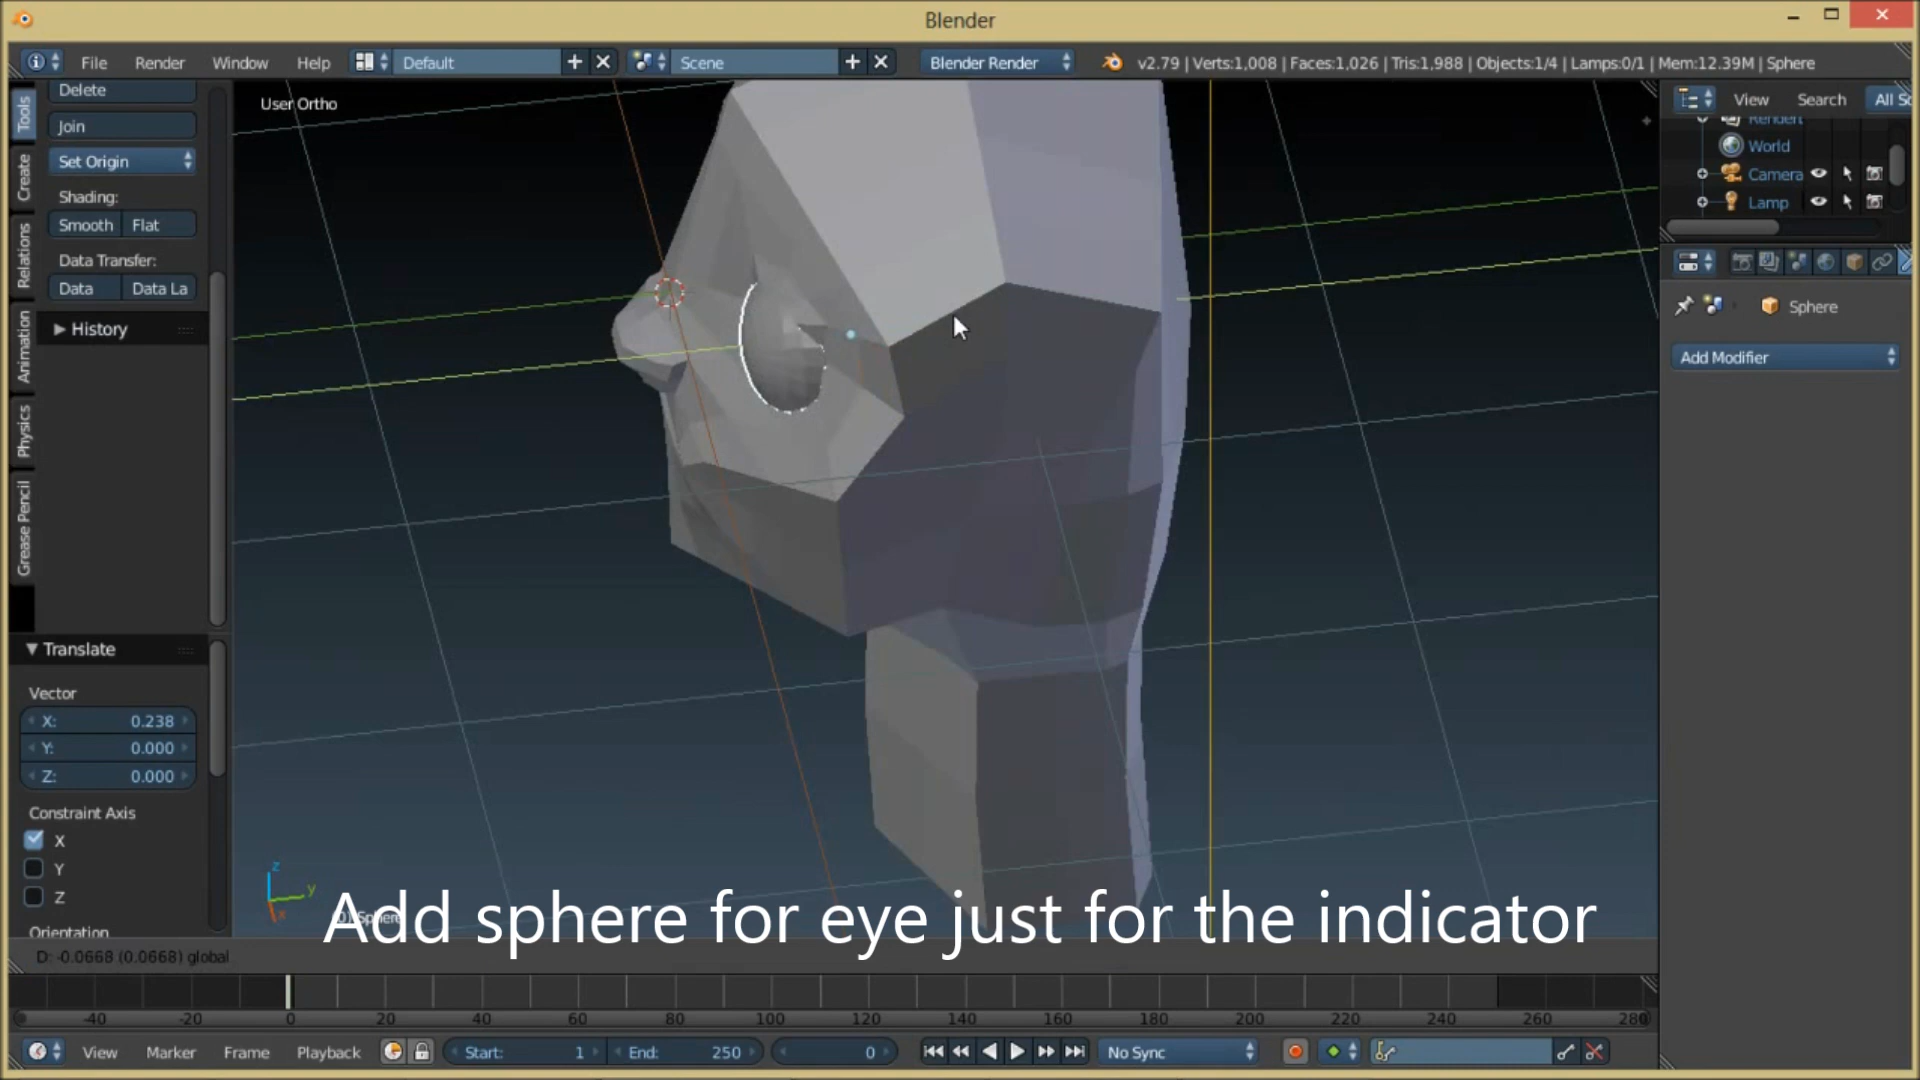 Blender
File Render Window Help Default Scene Blender Render v2.79 | Verts:1,008 | Faces:1,026 | Tris:1,988 | Objects:1/4 | Lamps:0/1 | Mem:12.39M | Sphere
Delete
Join
Set Origin
Shading:
Smooth Flat
Data Transfer:
Data Data La
History
Tools
Create
Relations
Animation
Physics
Grease Pencil
User Ortho
View Search All Sc
World
Camera
Lamp
Sphere
Add Modifier
Translate
Vector
X: 0.238
Y: 0.000
Z: 0.000
Constraint Axis
X
Y
Z
Orientation
z
y
x
Add sphere for eye just for the indicator
D: -0.0668 (0.0668) global
-40 -20 0 20 40 60 80 100 120 140 160 180 200 220 240 260 280
View Marker Frame Playback Start: 1 End: 250 0 No Sync